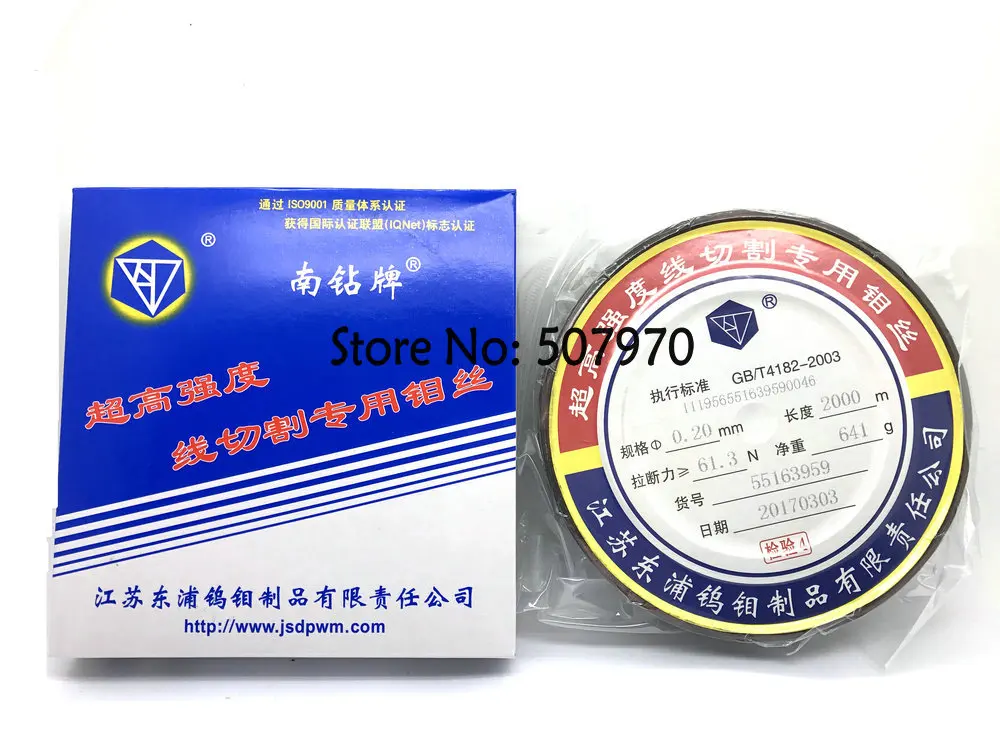 通过 ISO9001 质量体系认证
获得国际认证联盟(IQNet)标志认证
®
南钻牌®
超高强度
线切割专用钼丝
江苏东浦钨钼制品有限责任公司
http://www.jsdpwm.com
Store No: 507970
超高强度线切割专用钼丝
®
执行标准 GB/T4182-2003
111956551639590046
规格Φ 0.20 mm 长度 2000 m
拉断力≥ 61.3 N 净重 641 g
货号 55163959
日期 20170303
检验4
江苏东浦钨钼制品有限责任公司